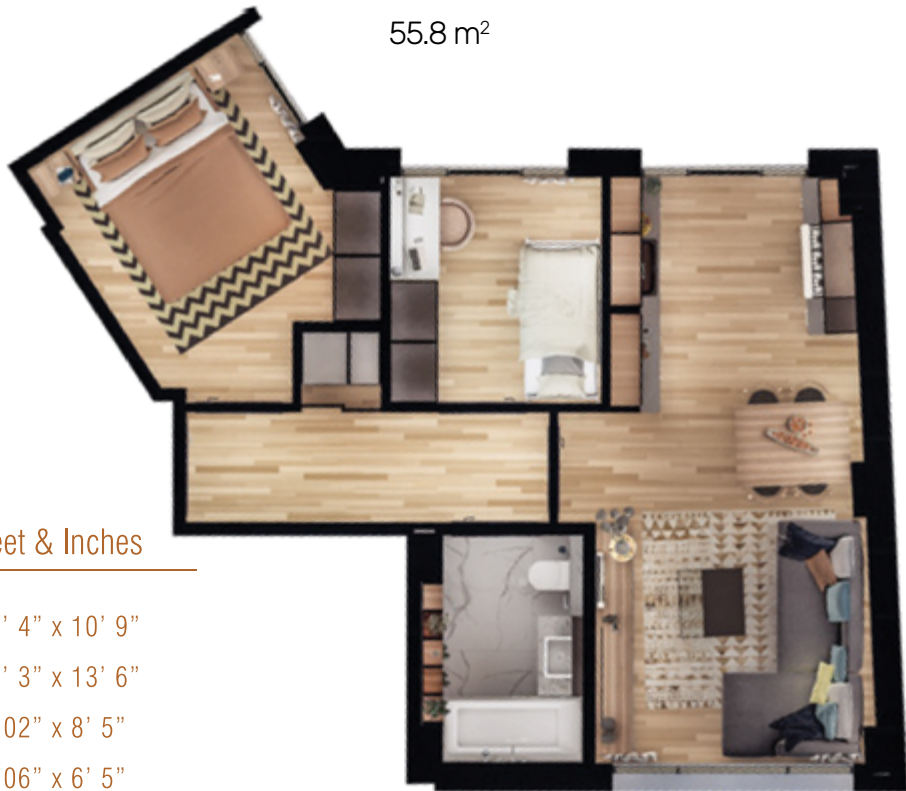 55.8 m²
eet & Inches
’ 4” x 10’ 9”
’ 3” x 13’ 6”
02” x 8’ 5”
06” x 6’ 5”